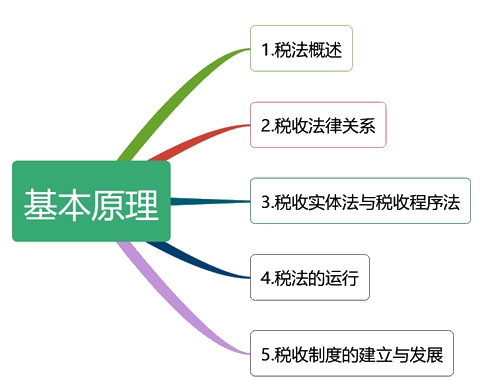 1.税法概述
2.税收法律关系
基本原理
3.税收实体法与税收程序法
4.税法的运行
5.税收制度的建立与发展